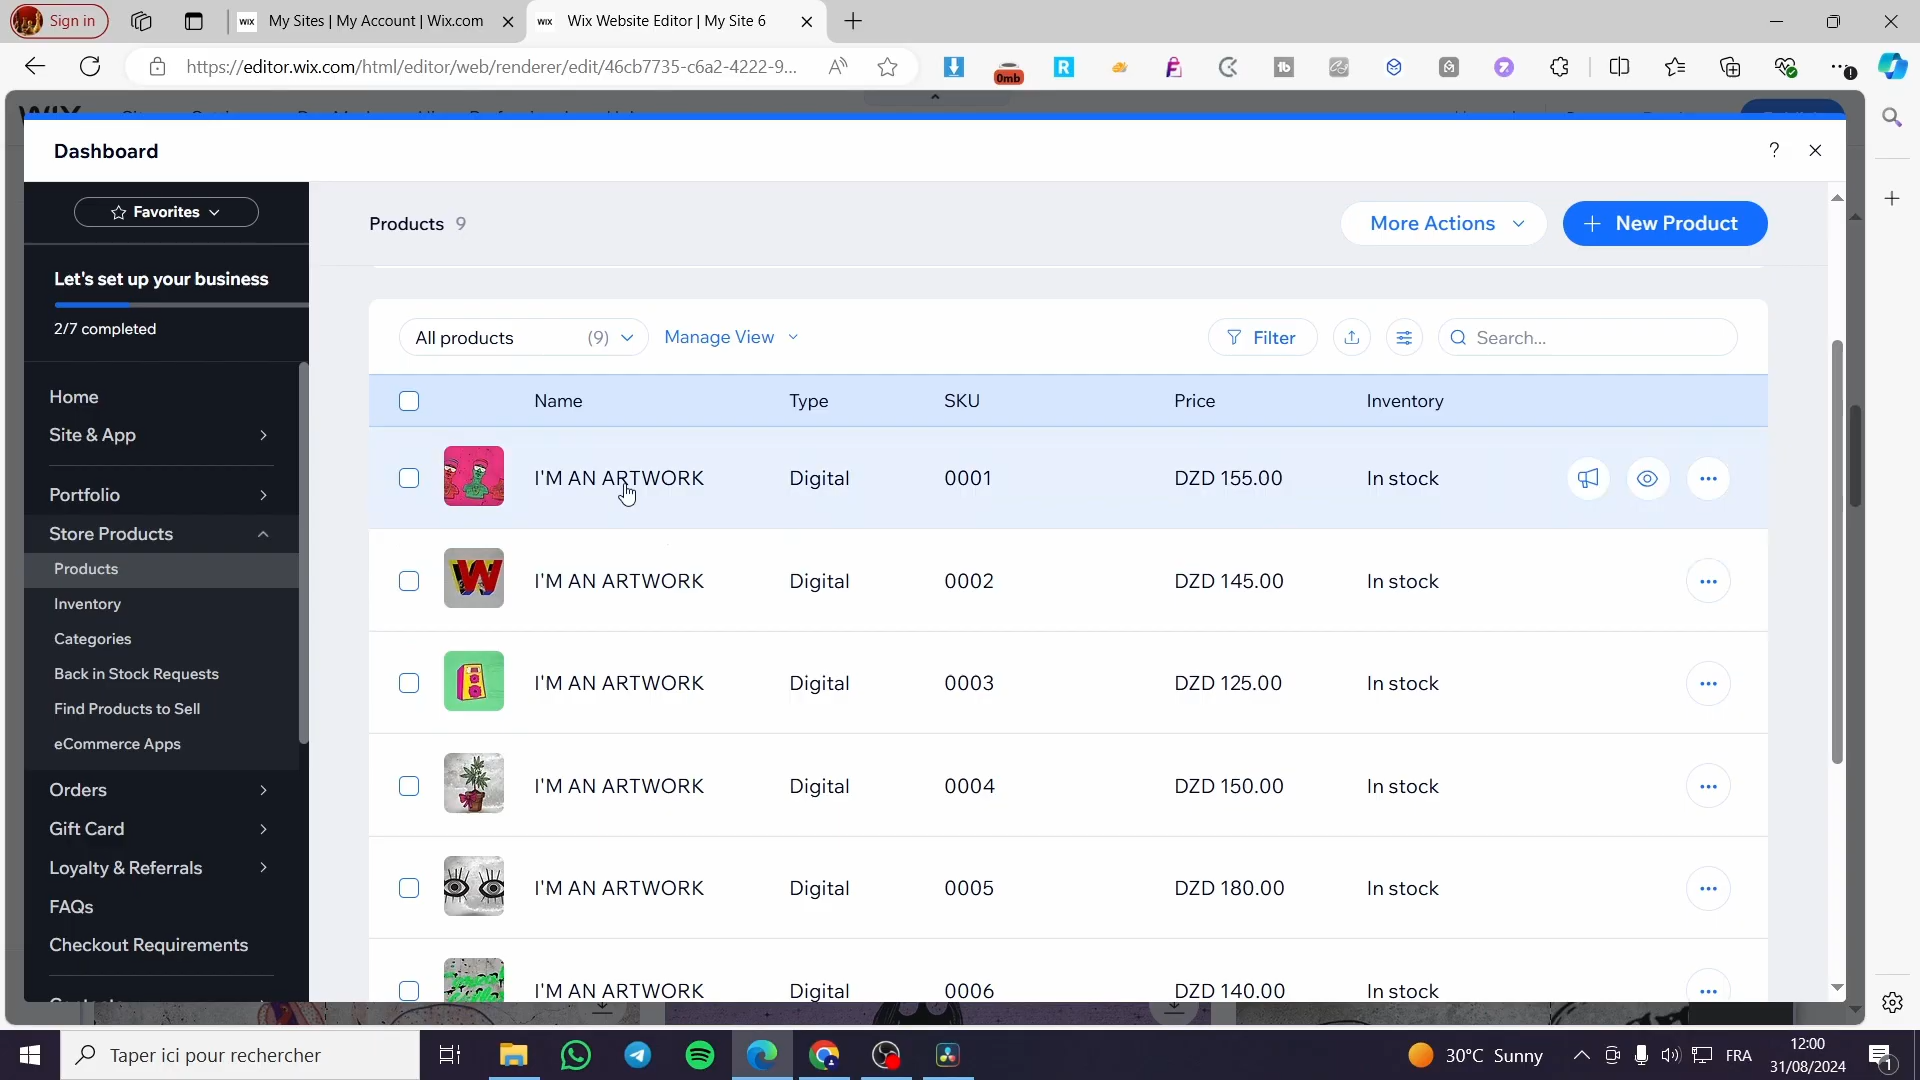 Sign in
WIX My Sites | My Account | Wix.com
WIX Wix Website Editor | My Site 6
https://editor.wix.com/html/editor/web/renderer/edit/46cb7735-c6a2-4222-9...
0mb
Dashboard
?
Favorites
Products 9
More Actions
+ New Product
Let's set up your business
2/7 completed
All products (9)
Manage View
Filter
Search...
Name Type SKU Price Inventory
Home
Site & App
I'M AN ARTWORK Digital 0001 DZD 155.00 In stock
Portfolio
Store Products
Products
I'M AN ARTWORK Digital 0002 DZD 145.00 In stock
Inventory
Categories
Back in Stock Requests
I'M AN ARTWORK Digital 0003 DZD 125.00 In stock
Find Products to Sell
eCommerce Apps
Orders
I'M AN ARTWORK Digital 0004 DZD 150.00 In stock
Gift Card
Loyalty & Referrals
I'M AN ARTWORK Digital 0005 DZD 180.00 In stock
FAQs
Checkout Requirements
I'M AN ARTWORK Digital 0006 DZD 140.00 In stock
Taper ici pour rechercher
30°C Sunny
FRA
12:00
31/08/2024
1